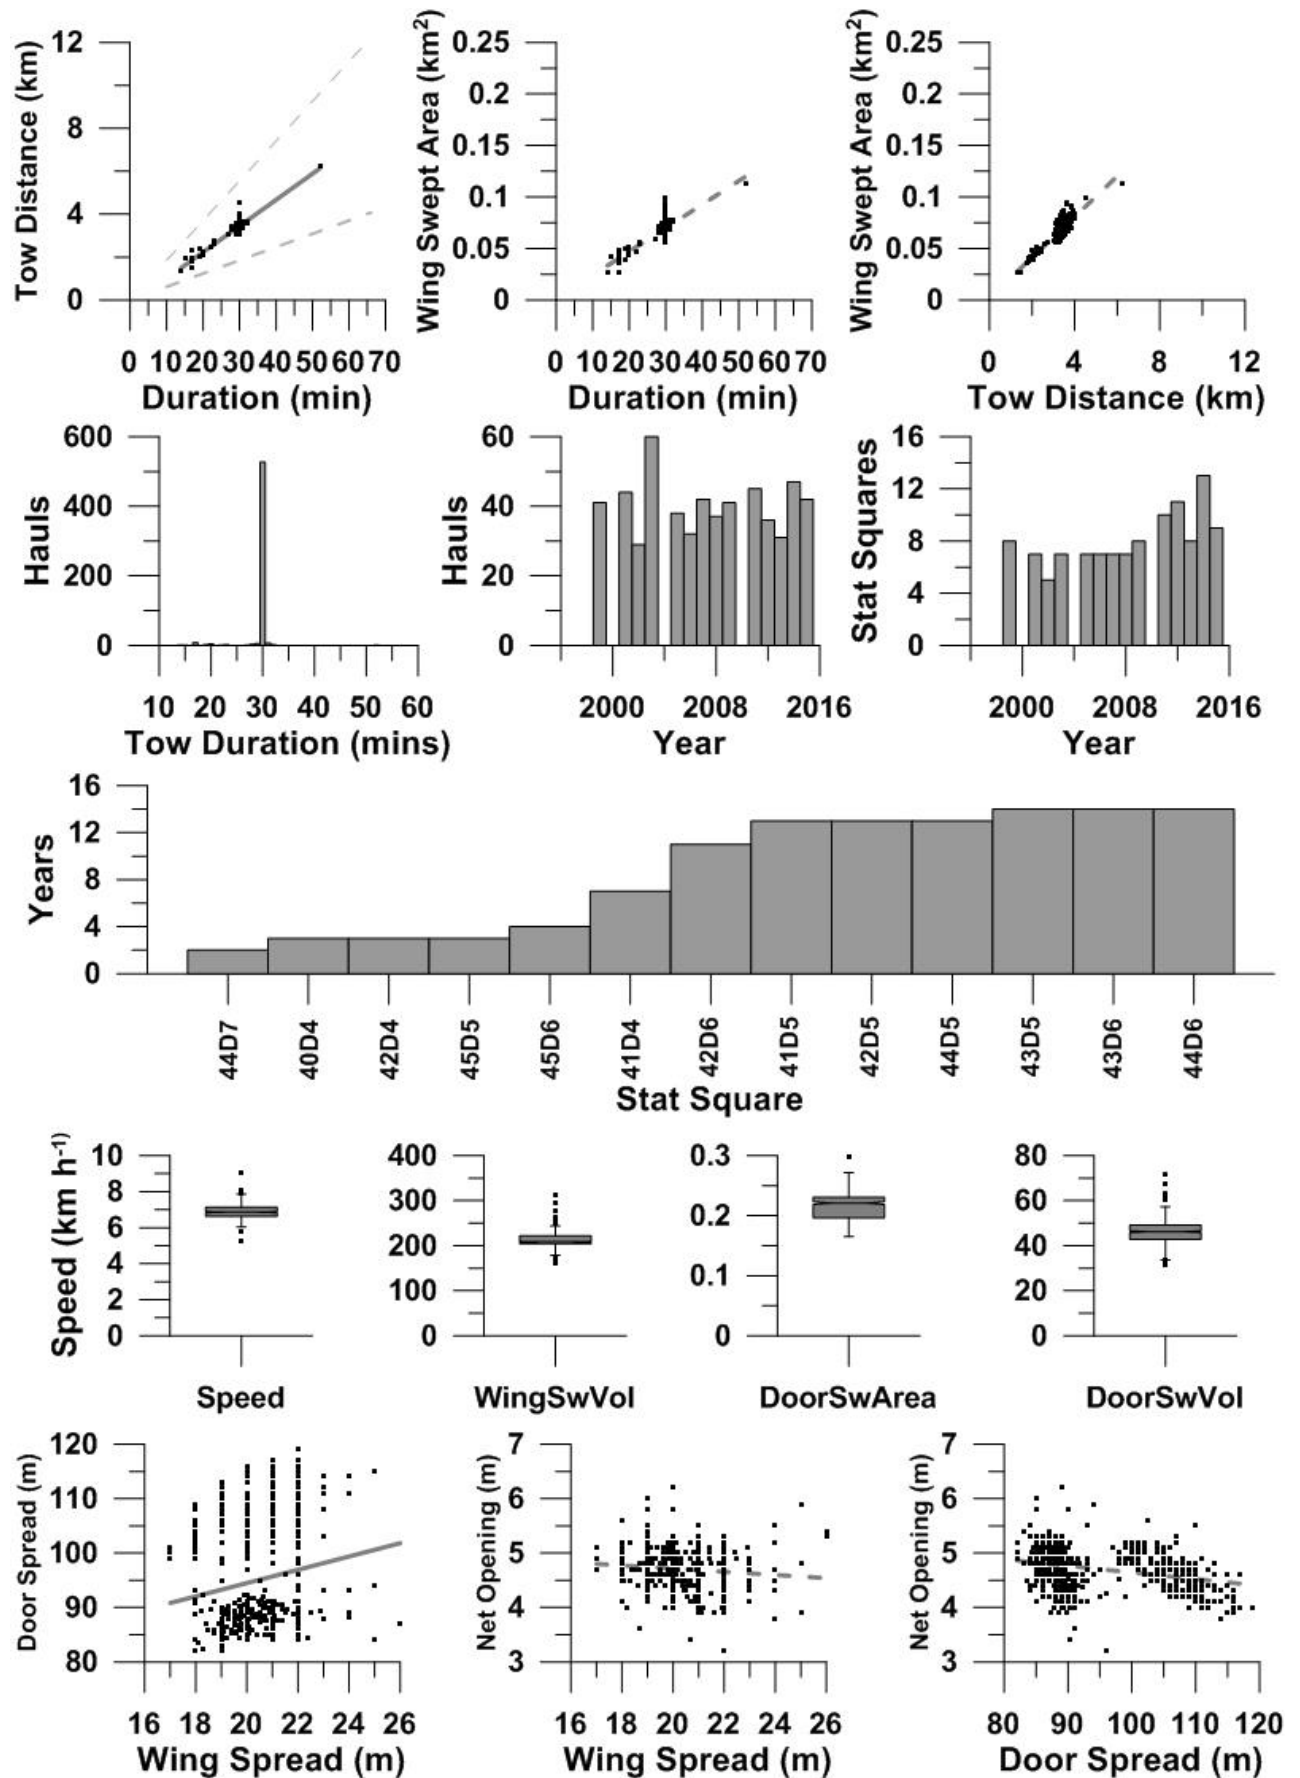 Tow Distance (km)
12
8
4
0
0 10 20 30 40 50 60 70
Duration (min)
Wing Swept Area (km²)
0.25
0.2
0.15
0.1
0.05
0
0 10 20 30 40 50 60 70
Duration (min)
Wing Swept Area (km²)
0.25
0.2
0.15
0.1
0.05
0
0 4 8 12
Tow Distance (km)
Hauls
600
400
200
0
10 20 30 40 50 60
Tow Duration (mins)
Hauls
60
40
20
0
2000 2008 2016
Year
Stat Squares
16
12
8
4
0
2000 2008 2016
Year
Years
16
12
8
4
0
44D7 40D4 42D4 45D5 45D6 41D4 42D6 41D5 42D5 44D5 43D5 43D6 44D6
Stat Square
Speed (km h⁻¹)
10
8
6
4
2
0
Speed
400
300
200
100
0
WingSwVol
0.3
0.2
0.1
0
DoorSwArea
80
60
40
20
0
DoorSwVol
Door Spread (m)
120
110
100
90
80
16 18 20 22 24 26
Wing Spread (m)
Net Opening (m)
7
6
5
4
3
16 18 20 22 24 26
Wing Spread (m)
Net Opening (m)
7
6
5
4
3
80 90 100 110 120
Door Spread (m)